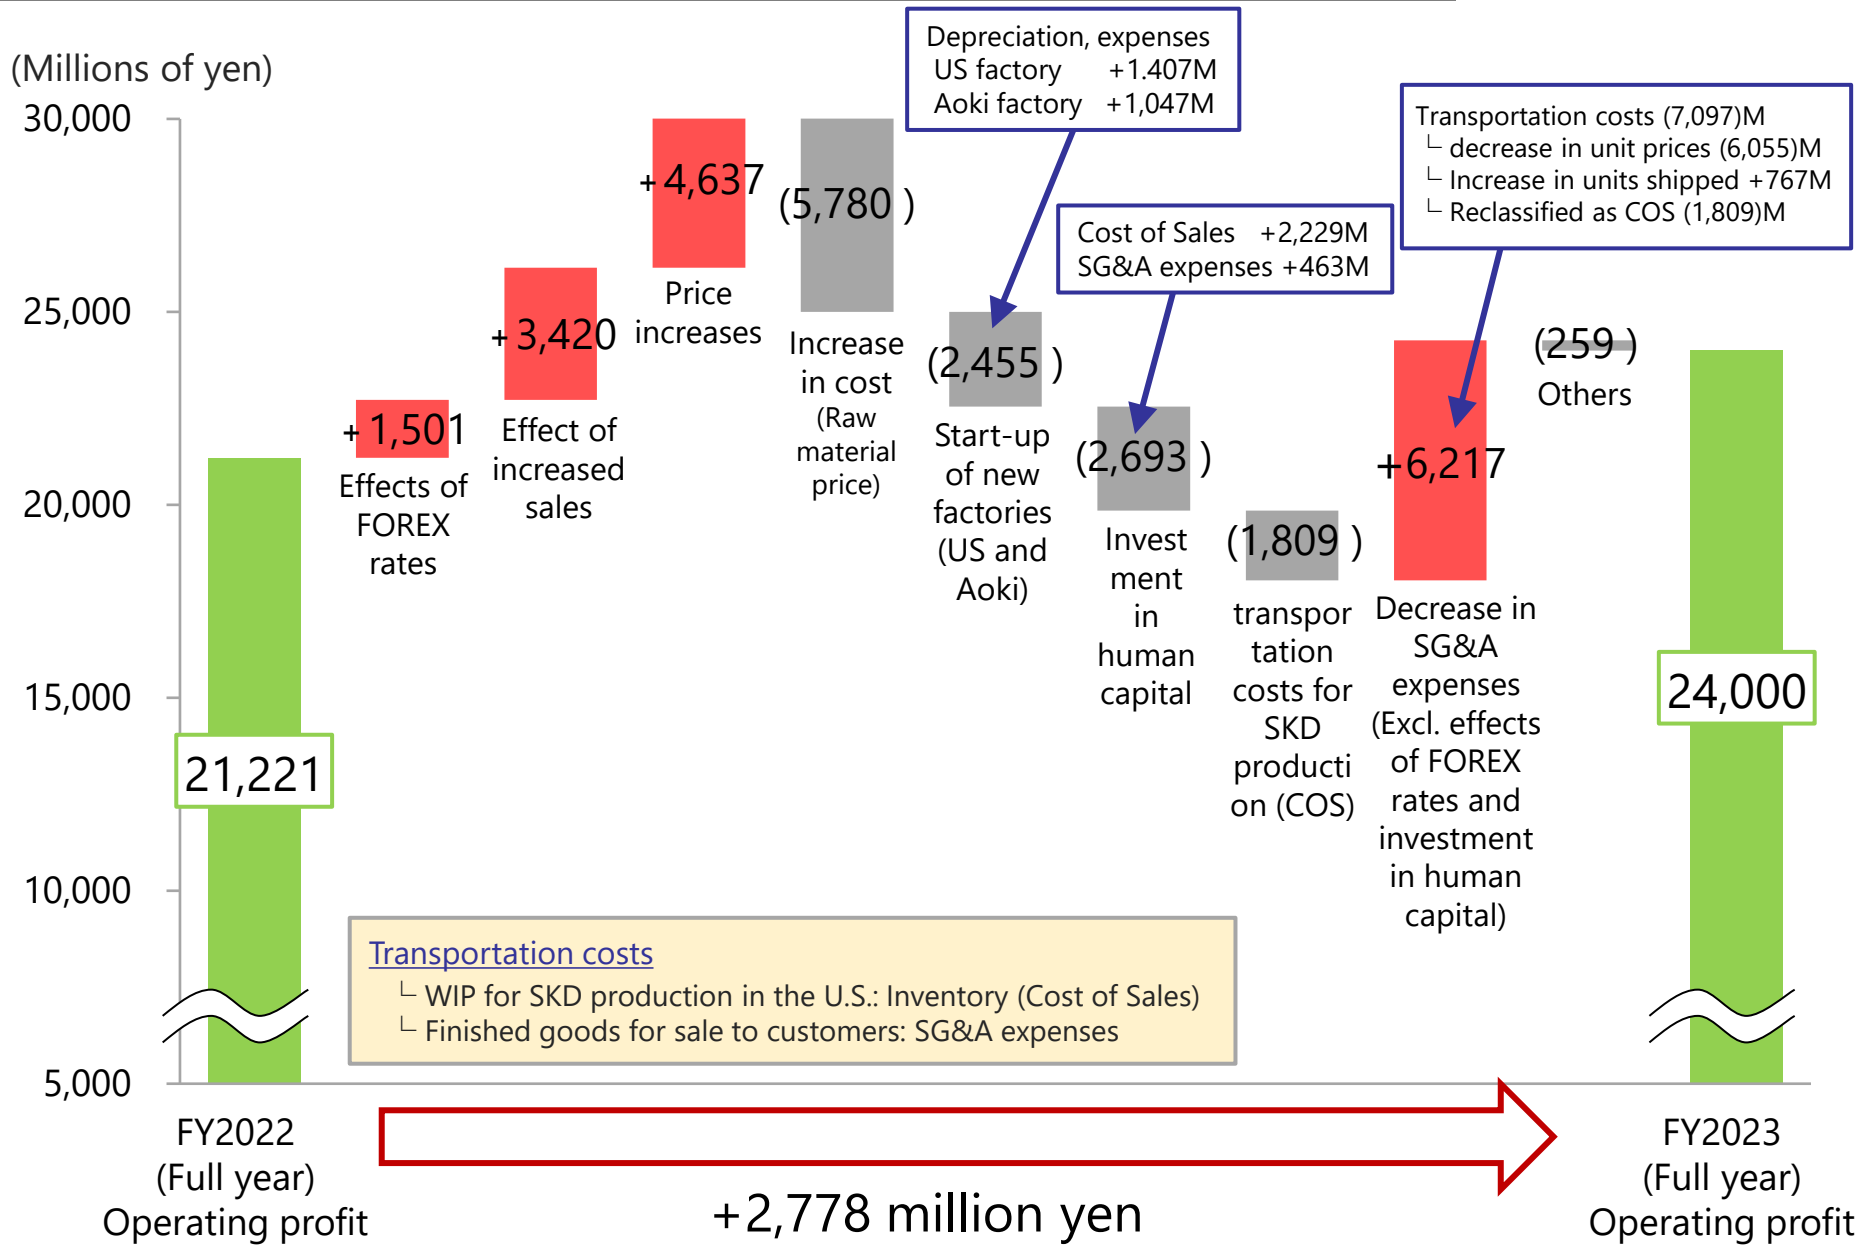 (Millions of yen)
30,000
25,000
20,000
15,000
10,000
5,000
21,221
FY2022
(Full year)
Operating profit
+ 1,501
Effects of
FOREX
rates
+ 3,420
Effect of
increased
sales
+ 4,637
Price
increases
(5,780 )
Increase
in cost
(Raw
material
price)
Depreciation, expenses
US factory +1.407M
Aoki factory +1,047M
(2,455 )
Start-up
of new
factories
(US and
Aoki)
Cost of Sales +2,229M
SG&A expenses +463M
(2,693 )
Invest
ment
in
human
capital
(1,809 )
transpor
tation
costs for
SKD
producti
on (COS)
Transportation costs (7,097)M
└ decrease in unit prices (6,055)M
└ Increase in units shipped +767M
└ Reclassified as COS (1,809)M
+6,217
Decrease in
SG&A
expenses
(Excl. effects
of FOREX
rates and
investment
in human
capital)
(259 )
Others
24,000
FY2023
(Full year)
Operating profit
Transportation costs
└ WIP for SKD production in the U.S.: Inventory (Cost of Sales)
└ Finished goods for sale to customers: SG&A expenses
+2,778 million yen